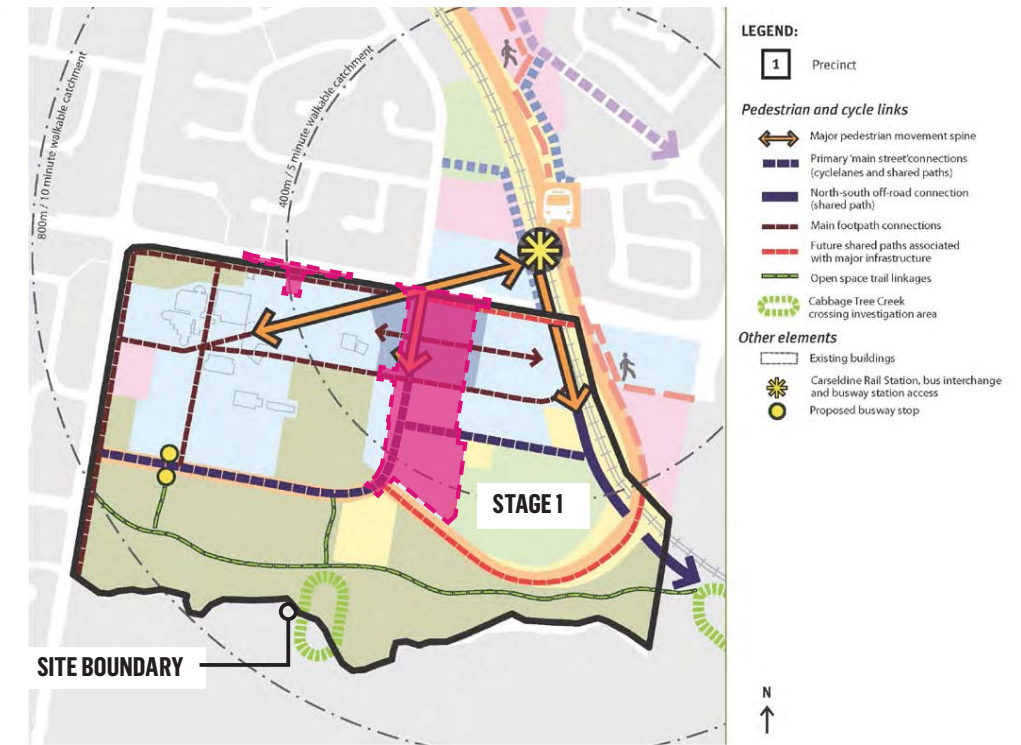 800m / 10 minute walkable catchment
400m / 5 minute walkable catchment
STAGE 1
SITE BOUNDARY
LEGEND:
1
Precinct
Pedestrian and cycle links
Major pedestrian movement spine
Primary 'main street' connections
(cyclelanes and shared paths)
North-south off-road connection
(shared path)
Main footpath connections
Future shared paths associated
with major infrastructure
Open space trail linkages
Cabbage Tree Creek
crossing investigation area
Other elements
Existing buildings
Carseldine Rail Station, bus interchange
and busway station access
Proposed busway stop
N